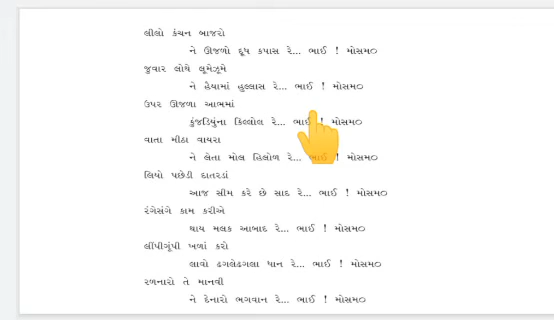 લીલો કંચન બાજરો
ને ઊજળો દૂધ કપાસ રે... ભાઈ ! મોસમ૦
જુવાર લોથે લૂમેઝૂમે
ને હૈયામાં હુલ્લાસ રે... ભાઈ ! મોસમ૦
ઉપર ઊજળા આભમાં
કુંજડિયુંના કિલ્લોલ રે... ભાઈ ! મોસમ૦
વાતા મીઠા વાયરા
ને લેતા મોલ હિલોળ રે... ભાઈ ! મોસમ૦
લિયો પછેડી દાતરડાં
આજ સીમ કરે છે સાદ રે... ભાઈ ! મોસમ૦
રંગેસંગે કામ કરીએ
થાય મલક આબાદ રે... ભાઈ ! મોસમ૦
લીંપીગૂંપી ખળાં કરો
લાવો ઢગલેઢગલા ધાન રે... ભાઈ ! મોસમ૦
રળનારો તે માનવી
ને દેનારો ભગવાન રે... ભાઈ ! મોસમ૦